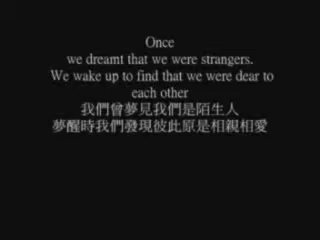 Once
we dreamt that we were strangers.
We wake up to find that we were dear to
each other
我們曾夢見我們是陌生人
夢醒時我們發現彼此原是相親相愛